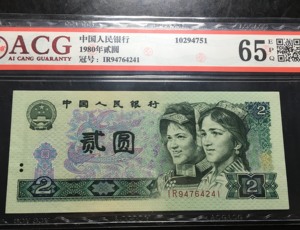 ACG
AI CANG GUARANTY
中国人民银行 10294751
1980年贰圆
冠号：IR94764241
65 EPQ
中国人民银行 2
贰圆
IR94764241
2 2